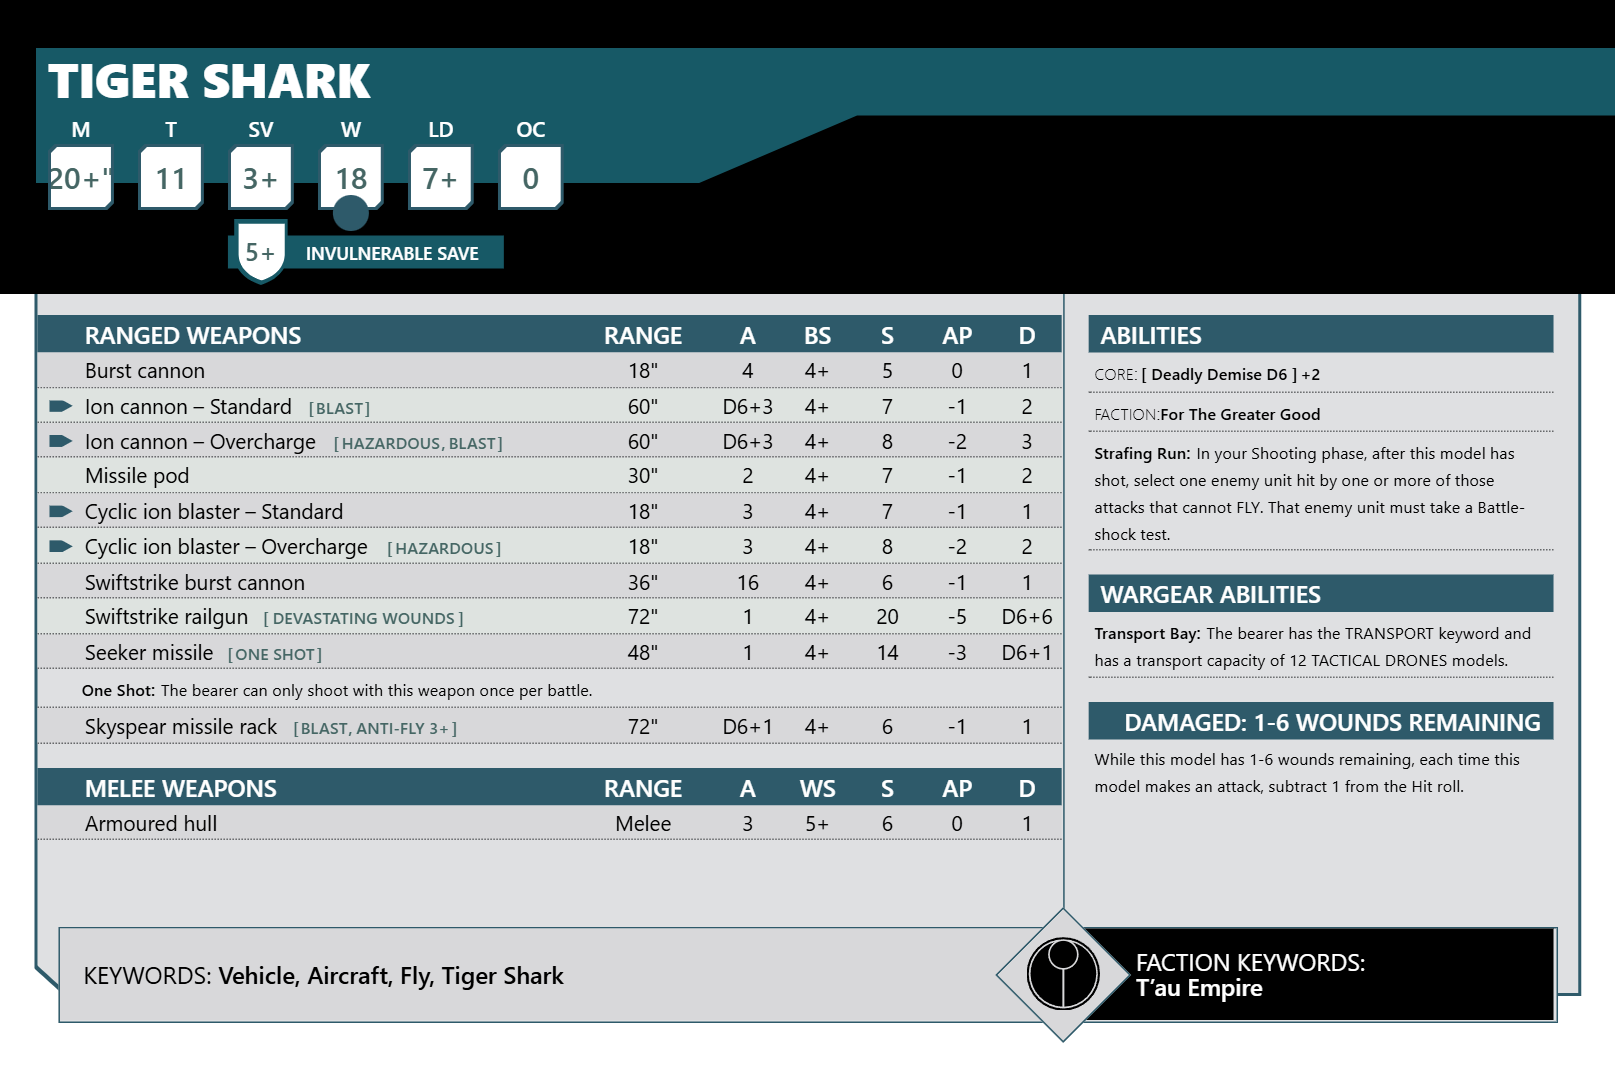 TIGER SHARK
M T SV W LD OC
20+" 11 3+ 18 7+ 0
5+ INVULNERABLE SAVE
RANGED WEAPONS RANGE A BS S AP D
Burst cannon 18" 4 4+ 5 0 1
Ion cannon – Standard [BLAST] 60" D6+3 4+ 7 -1 2
Ion cannon – Overcharge [HAZARDOUS, BLAST] 60" D6+3 4+ 8 -2 3
Missile pod 30" 2 4+ 7 -1 2
Cyclic ion blaster – Standard 18" 3 4+ 7 -1 1
Cyclic ion blaster – Overcharge [HAZARDOUS] 18" 3 4+ 8 -2 2
Swiftstrike burst cannon 36" 16 4+ 6 -1 1
Swiftstrike railgun [DEVASTATING WOUNDS] 72" 1 4+ 20 -5 D6+6
Seeker missile [ONE SHOT] 48" 1 4+ 14 -3 D6+1
One Shot: The bearer can only shoot with this weapon once per battle.
Skyspear missile rack [BLAST, ANTI-FLY 3+] 72" D6+1 4+ 6 -1 1
MELEE WEAPONS RANGE A WS S AP D
Armoured hull Melee 3 5+ 6 0 1
ABILITIES
CORE: [ Deadly Demise D6 ] +2
FACTION:For The Greater Good
Strafing Run: In your Shooting phase, after this model has
shot, select one enemy unit hit by one or more of those
attacks that cannot FLY. That enemy unit must take a Battle-
shock test.
WARGEAR ABILITIES
Transport Bay: The bearer has the TRANSPORT keyword and
has a transport capacity of 12 TACTICAL DRONES models.
DAMAGED: 1-6 WOUNDS REMAINING
While this model has 1-6 wounds remaining, each time this
model makes an attack, subtract 1 from the Hit roll.
KEYWORDS: Vehicle, Aircraft, Fly, Tiger Shark
FACTION KEYWORDS:
T’au Empire